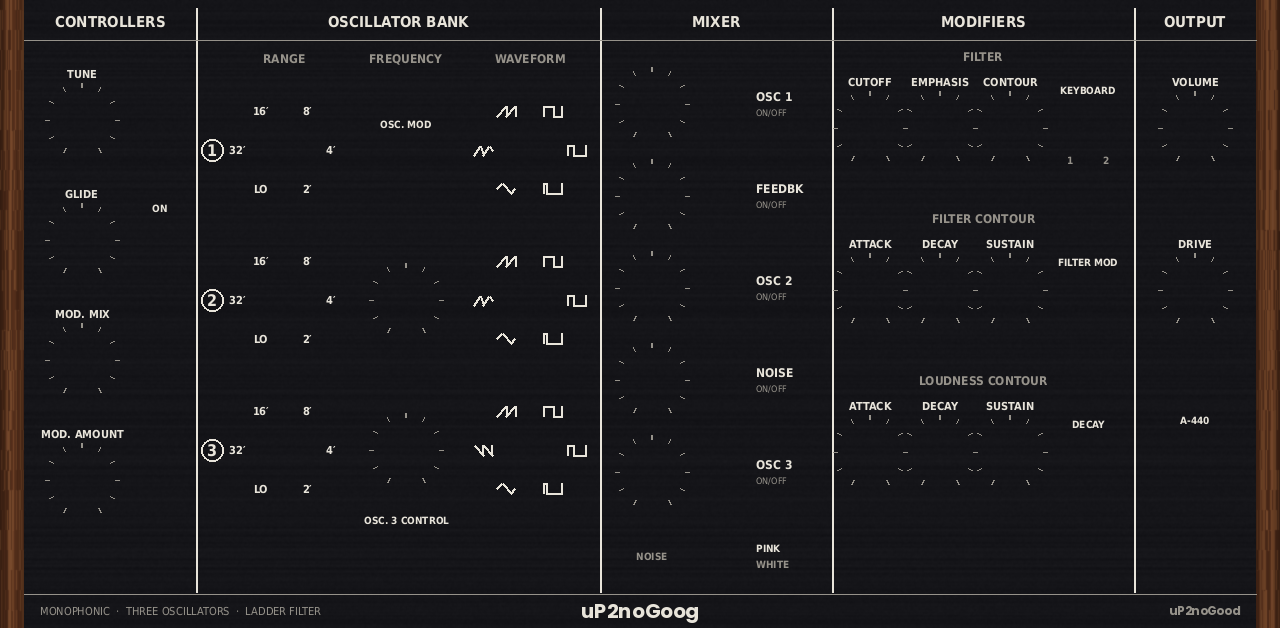 CONTROLLERS
OSCILLATOR BANK
MIXER
MODIFIERS
OUTPUT
TUNE
GLIDE
ON
MOD. MIX
MOD. AMOUNT
RANGE
FREQUENCY
WAVEFORM
16′ 8′
OSC. MOD
1 32′ 4′
LO 2′
16′ 8′
2 32′ 4′
LO 2′
16′ 8′
3 32′ 4′
LO 2′
OSC. 3 CONTROL
OSC 1
ON/OFF
FEEDBK
ON/OFF
OSC 2
ON/OFF
NOISE
ON/OFF
OSC 3
ON/OFF
NOISE
PINK
WHITE
FILTER
CUTOFF EMPHASIS CONTOUR
KEYBOARD
1 2
FILTER CONTOUR
ATTACK DECAY SUSTAIN
FILTER MOD
LOUDNESS CONTOUR
ATTACK DECAY SUSTAIN
DECAY
VOLUME
DRIVE
A-440
MONOPHONIC · THREE OSCILLATORS · LADDER FILTER
uP2noGoog
uP2noGood